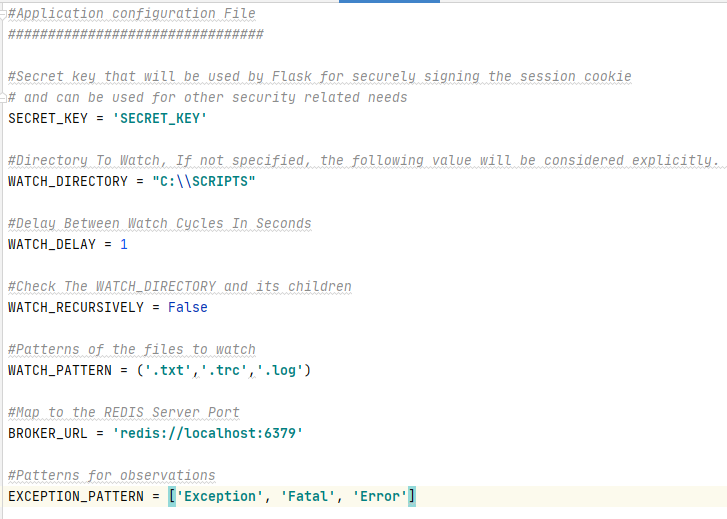 #Application configuration File
################################
#Secret key that will be used by Flask for securely signing the session cookie
# and can be used for other security related needs
SECRET_KEY = 'SECRET_KEY'
#Directory To Watch, If not specified, the following value will be considered explicitly.
WATCH_DIRECTORY = "C:\\SCRIPTS"
#Delay Between Watch Cycles In Seconds
WATCH_DELAY = 1
#Check The WATCH_DIRECTORY and its children
WATCH_RECURSIVELY = False
#Patterns of the files to watch
WATCH_PATTERN = ('.txt','.trc','.log')
#Map to the REDIS Server Port
BROKER_URL = 'redis://localhost:6379'
#Patterns for observations
EXCEPTION_PATTERN = ['Exception', 'Fatal', 'Error']